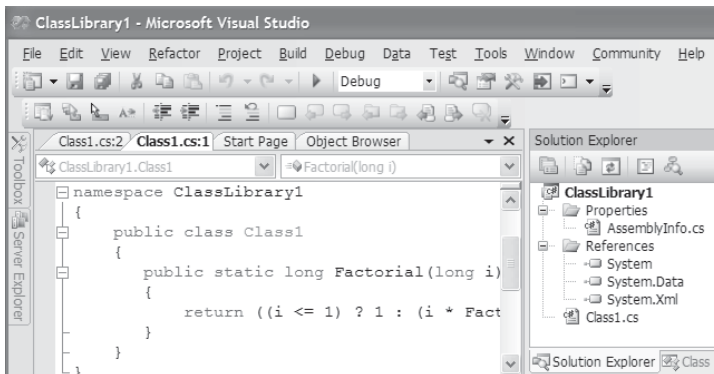 ClassLibrary1 - Microsoft Visual Studio
File Edit View Refactor Project Build Debug Data Test Tools Window Community Help
Debug
Class1.cs:2 Class1.cs:1 Start Page Object Browser
ClassLibrary1.Class1 Factorial(long i)
namespace ClassLibrary1
{
public class Class1
{
public static long Factorial(long i)
{
return ((i <= 1) ? 1 : (i * Fact
}
}
}
Toolbox
Server Explorer
Solution Explorer
ClassLibrary1
Properties
AssemblyInfo.cs
References
System
System.Data
System.Xml
Class1.cs
Solution Explorer Class